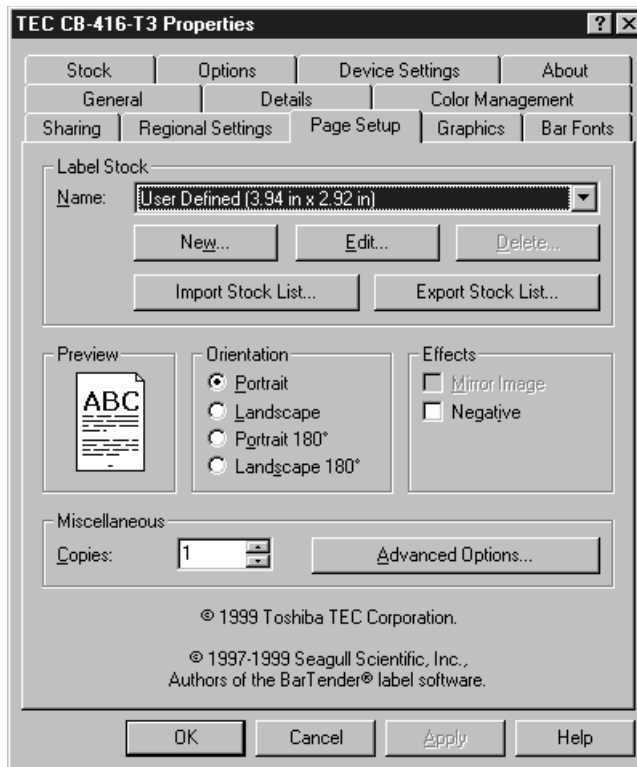 TEC CB-416-T3 Properties
Stock Options Device Settings About
General Details Color Management
Sharing Regional Settings Page Setup Graphics Bar Fonts
Label Stock
Name: User Defined (3.94 in x 2.92 in)
New... Edit... Delete...
Import Stock List... Export Stock List...
Preview Orientation Effects
ABC
Portrait Mirror Image
Landscape Negative
Portrait 180°
Landscape 180°
Miscellaneous
Copies: 1 Advanced Options...
© 1999 Toshiba TEC Corporation.
© 1997-1999 Seagull Scientific, Inc.,
Authors of the BarTender® label software.
OK Cancel Apply Help